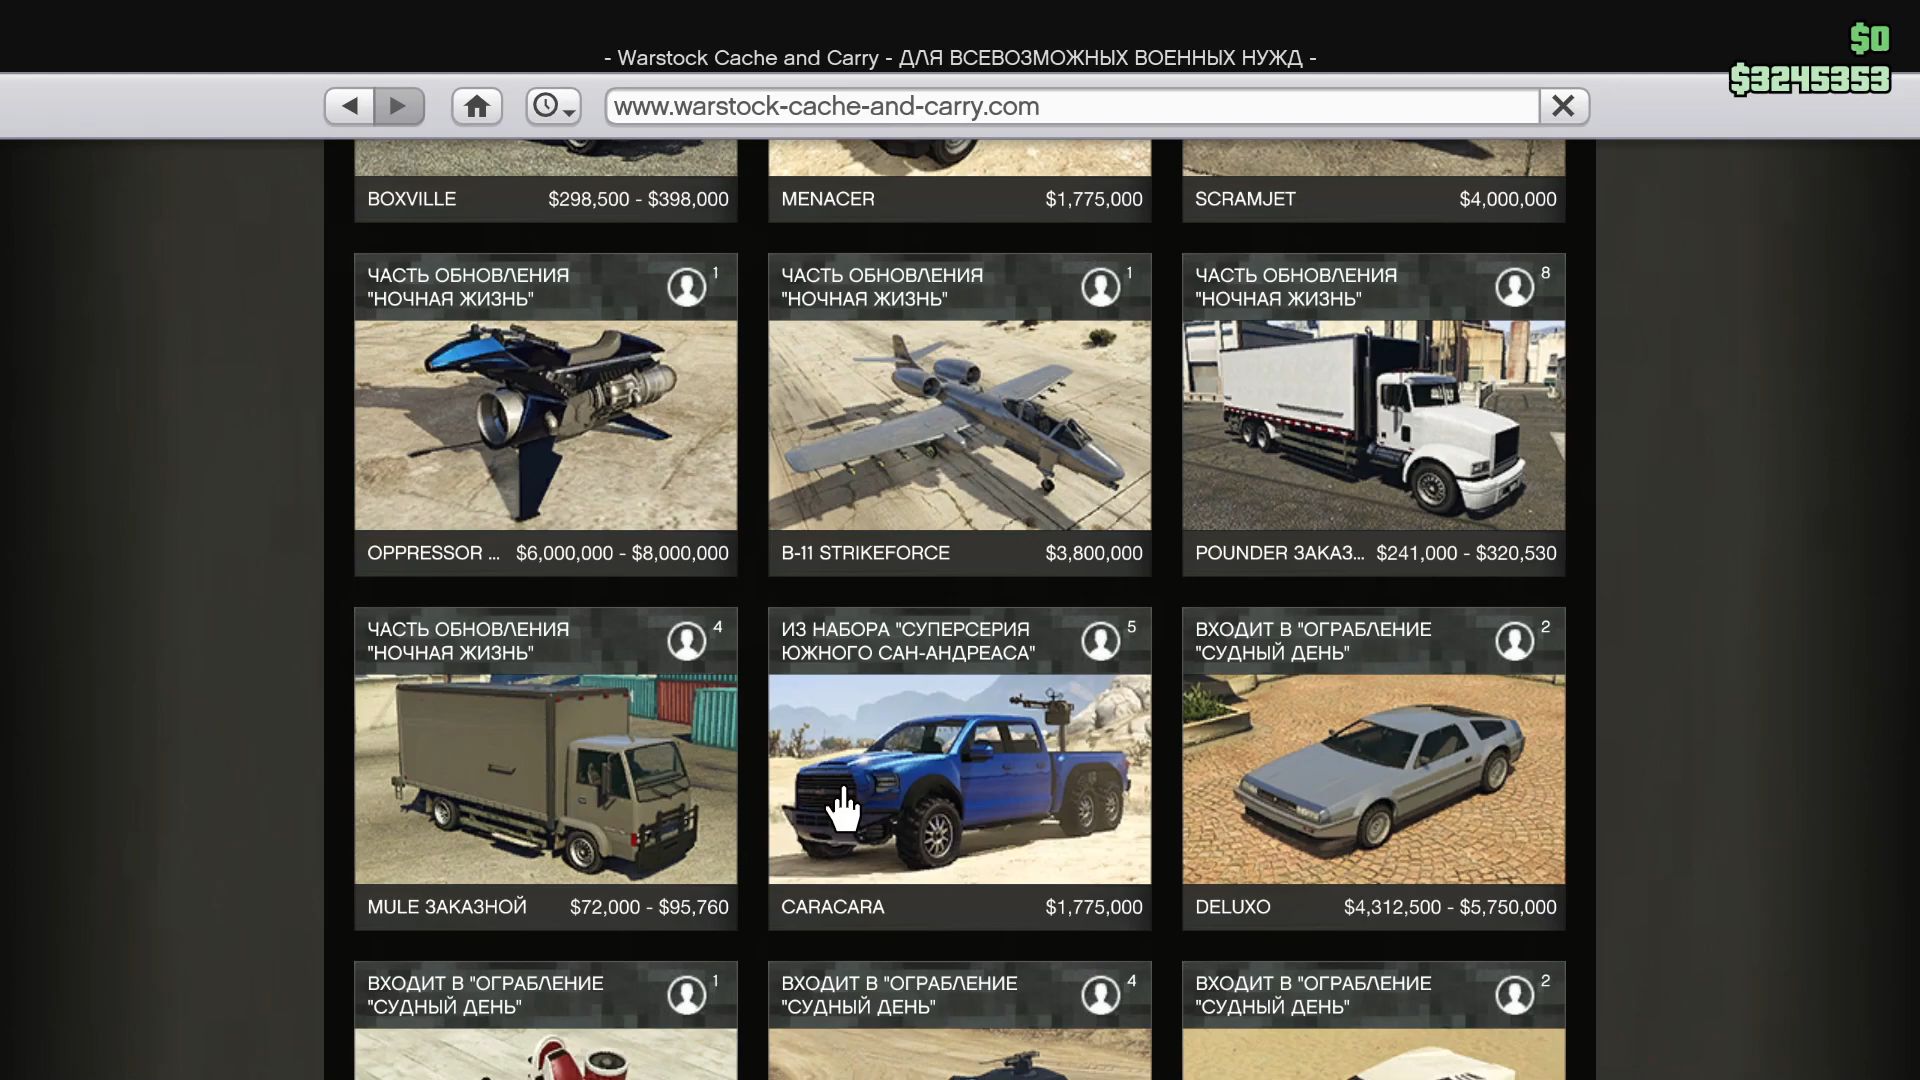 $0
- Warstock Cache and Carry - ДЛЯ ВСЕВОЗМОЖНЫХ ВОЕННЫХ НУЖД -
$3245353
www.warstock-cache-and-carry.com
BOXVILLE $298,500 - $398,000
MENACER $1,775,000
SCRAMJET $4,000,000
ЧАСТЬ ОБНОВЛЕНИЯ
"НОЧНАЯ ЖИЗНЬ"
1
ЧАСТЬ ОБНОВЛЕНИЯ
"НОЧНАЯ ЖИЗНЬ"
1
ЧАСТЬ ОБНОВЛЕНИЯ
"НОЧНАЯ ЖИЗНЬ"
8
OPPRESSOR ... $6,000,000 - $8,000,000
B-11 STRIKEFORCE $3,800,000
POUNDER ЗАКАЗ... $241,000 - $320,530
ЧАСТЬ ОБНОВЛЕНИЯ
"НОЧНАЯ ЖИЗНЬ"
4
ИЗ НАБОРА "СУПЕРСЕРИЯ
ЮЖНОГО САН-АНДРЕАСА"
5
ВХОДИТ В "ОГРАБЛЕНИЕ
"СУДНЫЙ ДЕНЬ"
2
MULE ЗАКАЗНОЙ $72,000 - $95,760
CARACARA $1,775,000
DELUXO $4,312,500 - $5,750,000
ВХОДИТ В "ОГРАБЛЕНИЕ
"СУДНЫЙ ДЕНЬ"
1
ВХОДИТ В "ОГРАБЛЕНИЕ
"СУДНЫЙ ДЕНЬ"
4
ВХОДИТ В "ОГРАБЛЕНИЕ
"СУДНЫЙ ДЕНЬ"
2